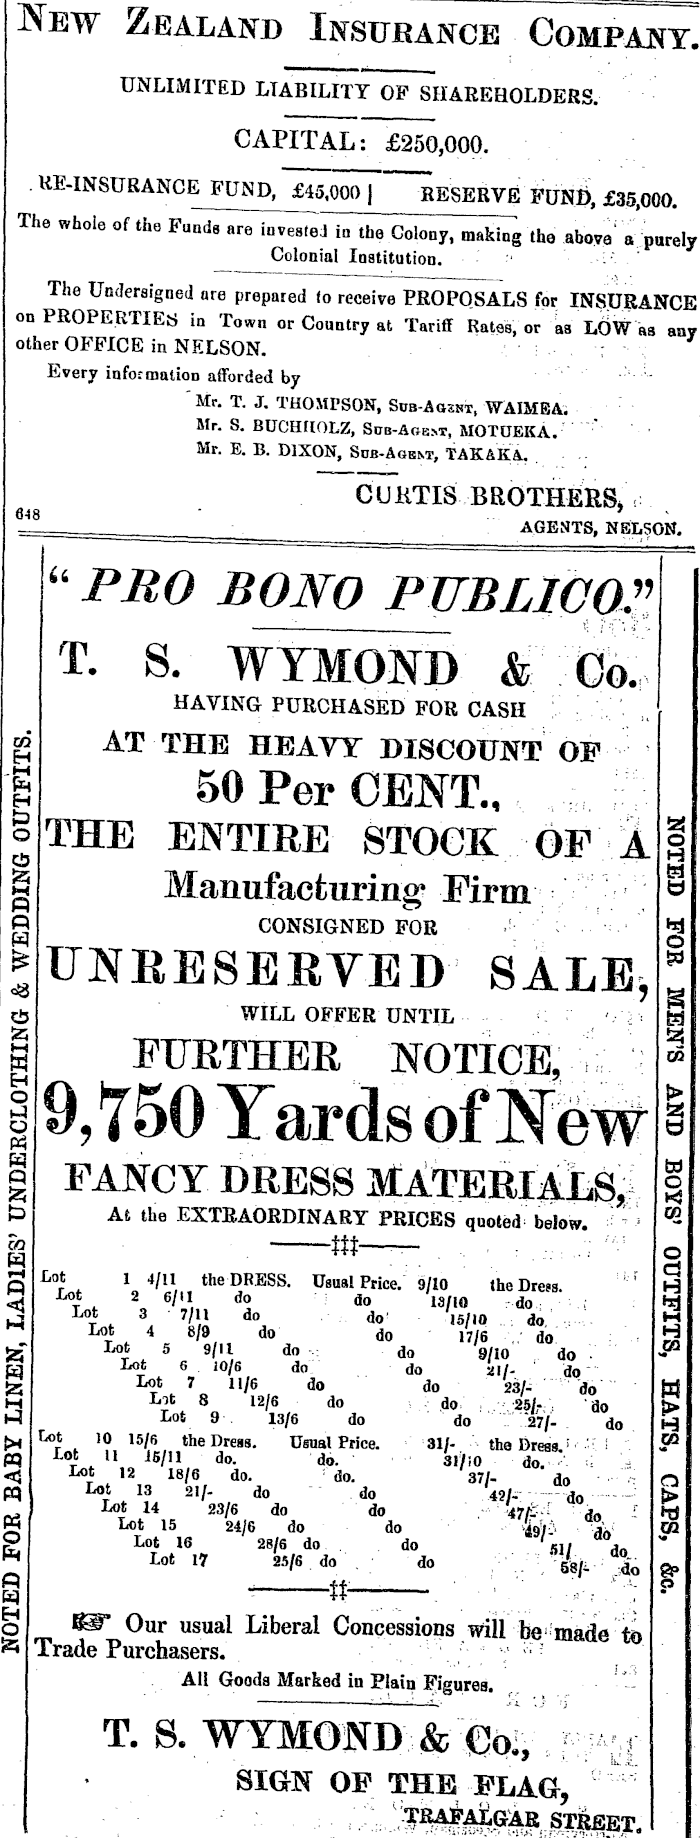 NEW ZEALAND INSURANCE COMPANY.
UNLIMITED LIABILITY OF SHAREHOLDERS.
CAPITAL: £250,000.
RE-INSURANCE FUND, £45,000 | RESERVE FUND, £35,000.
The whole of the Funds are invested in the Colony, making the above a purely
Colonial Institution.
The Undersigned are prepared to receive PROPOSALS for INSURANCE
on PROPERTIES in Town or Country at Tariff Rates, or as LOW as any
other OFFICE in NELSON.
Every information afforded by
Mr. T. J. THOMPSON, SUB-AGENT, WAIMEA.
Mr. S. BUCHHOLZ, SUB-AGENT, MOTUEKA.
Mr. E. B. DIXON, SUB-AGENT, TAKAKA.
CURTIS BROTHERS,
648 AGENTS, NELSON.
"PRO BONO PUBLICO."
T. S. WYMOND & Co.
HAVING PURCHASED FOR CASH
AT THE HEAVY DISCOUNT OF
50 Per CENT.,
THE ENTIRE STOCK OF A
Manufacturing Firm
CONSIGNED FOR
UNRESERVED SALE,
WILL OFFER UNTIL
FURTHER NOTICE,
9,750 Yards of New
FANCY DRESS MATERIALS,
At the EXTRAORDINARY PRICES quoted below.
Lot 1 4/11 the DRESS. Usual Price. 9/10 the Dress.
Lot 2 6/11 do do 13/10 do
Lot 3 7/11 do do 15/10 do
Lot 4 8/9 do do 17/6 do
Lot 5 9/11 do do 9/10 do
Lot 6 10/6 do do 21/- do
Lot 7 11/6 do do 23/- do
Lot 8 12/6 do do 25/- do
Lot 9 13/6 do do 27/- do
Lot 10 15/6 the Dress. Usual Price. 31/- the Dress.
Lot 11 15/11 do. do. 31/10 do.
Lot 12 18/6 do. do. 37/- do
Lot 13 21/- do do 42/- do
Lot 14 23/6 do do 47/- do
Lot 15 24/6 do do 49/- do
Lot 16 28/6 do do 51/ do
Lot 17 25/6 do do 58/- do
☞ Our usual Liberal Concessions will be made to
Trade Purchasers.
All Goods Marked in Plain Figures.
T. S. WYMOND & Co.,
SIGN OF THE FLAG,
TRAFALGAR STREET.
NOTED FOR BABY LINEN, LADIES' UNDERCLOTHING & WEDDING OUTFITS.
NOTED FOR MEN'S AND BOYS' OUTFITS, HATS, CAPS, &c.